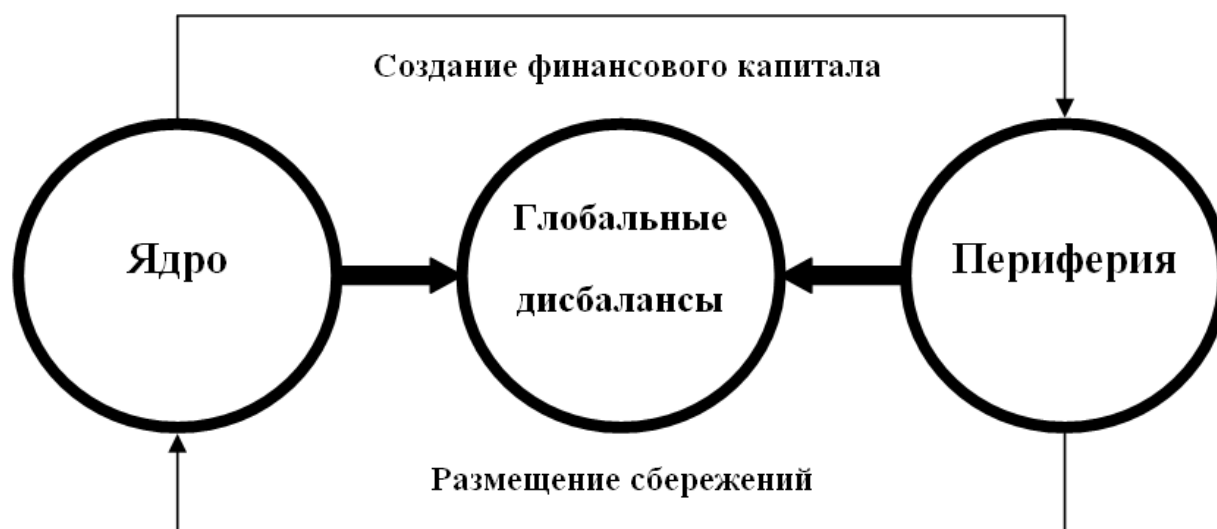 Создание финансового капитала
Ядро
Глобальные
дисбалансы
Периферия
Размещение сбережений